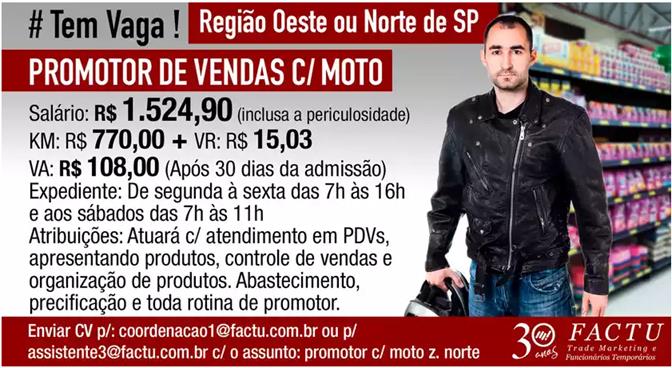 # Tem Vaga ! Região Oeste ou Norte de SP
PROMOTOR DE VENDAS C/ MOTO
Salário: R$ 1.524,90 (inclusa a periculosidade)
KM: R$ 770,00 + VR: R$ 15,03
VA: R$ 108,00 (Após 30 dias da admissão)
Expediente: De segunda à sexta das 7h às 16h
e aos sábados das 7h às 11h
Atribuições: Atuará c/ atendimento em PDVs,
apresentando produtos, controle de vendas e
organização de produtos. Abastecimento,
precificação e toda rotina de promotor.
Enviar CV p/: coordenacao1@factu.com.br ou p/
assistente3@factu.com.br c/ o assunto: promotor c/ moto z. norte
30 anos
FACTU
Trade Marketing e
Funcionários Temporários